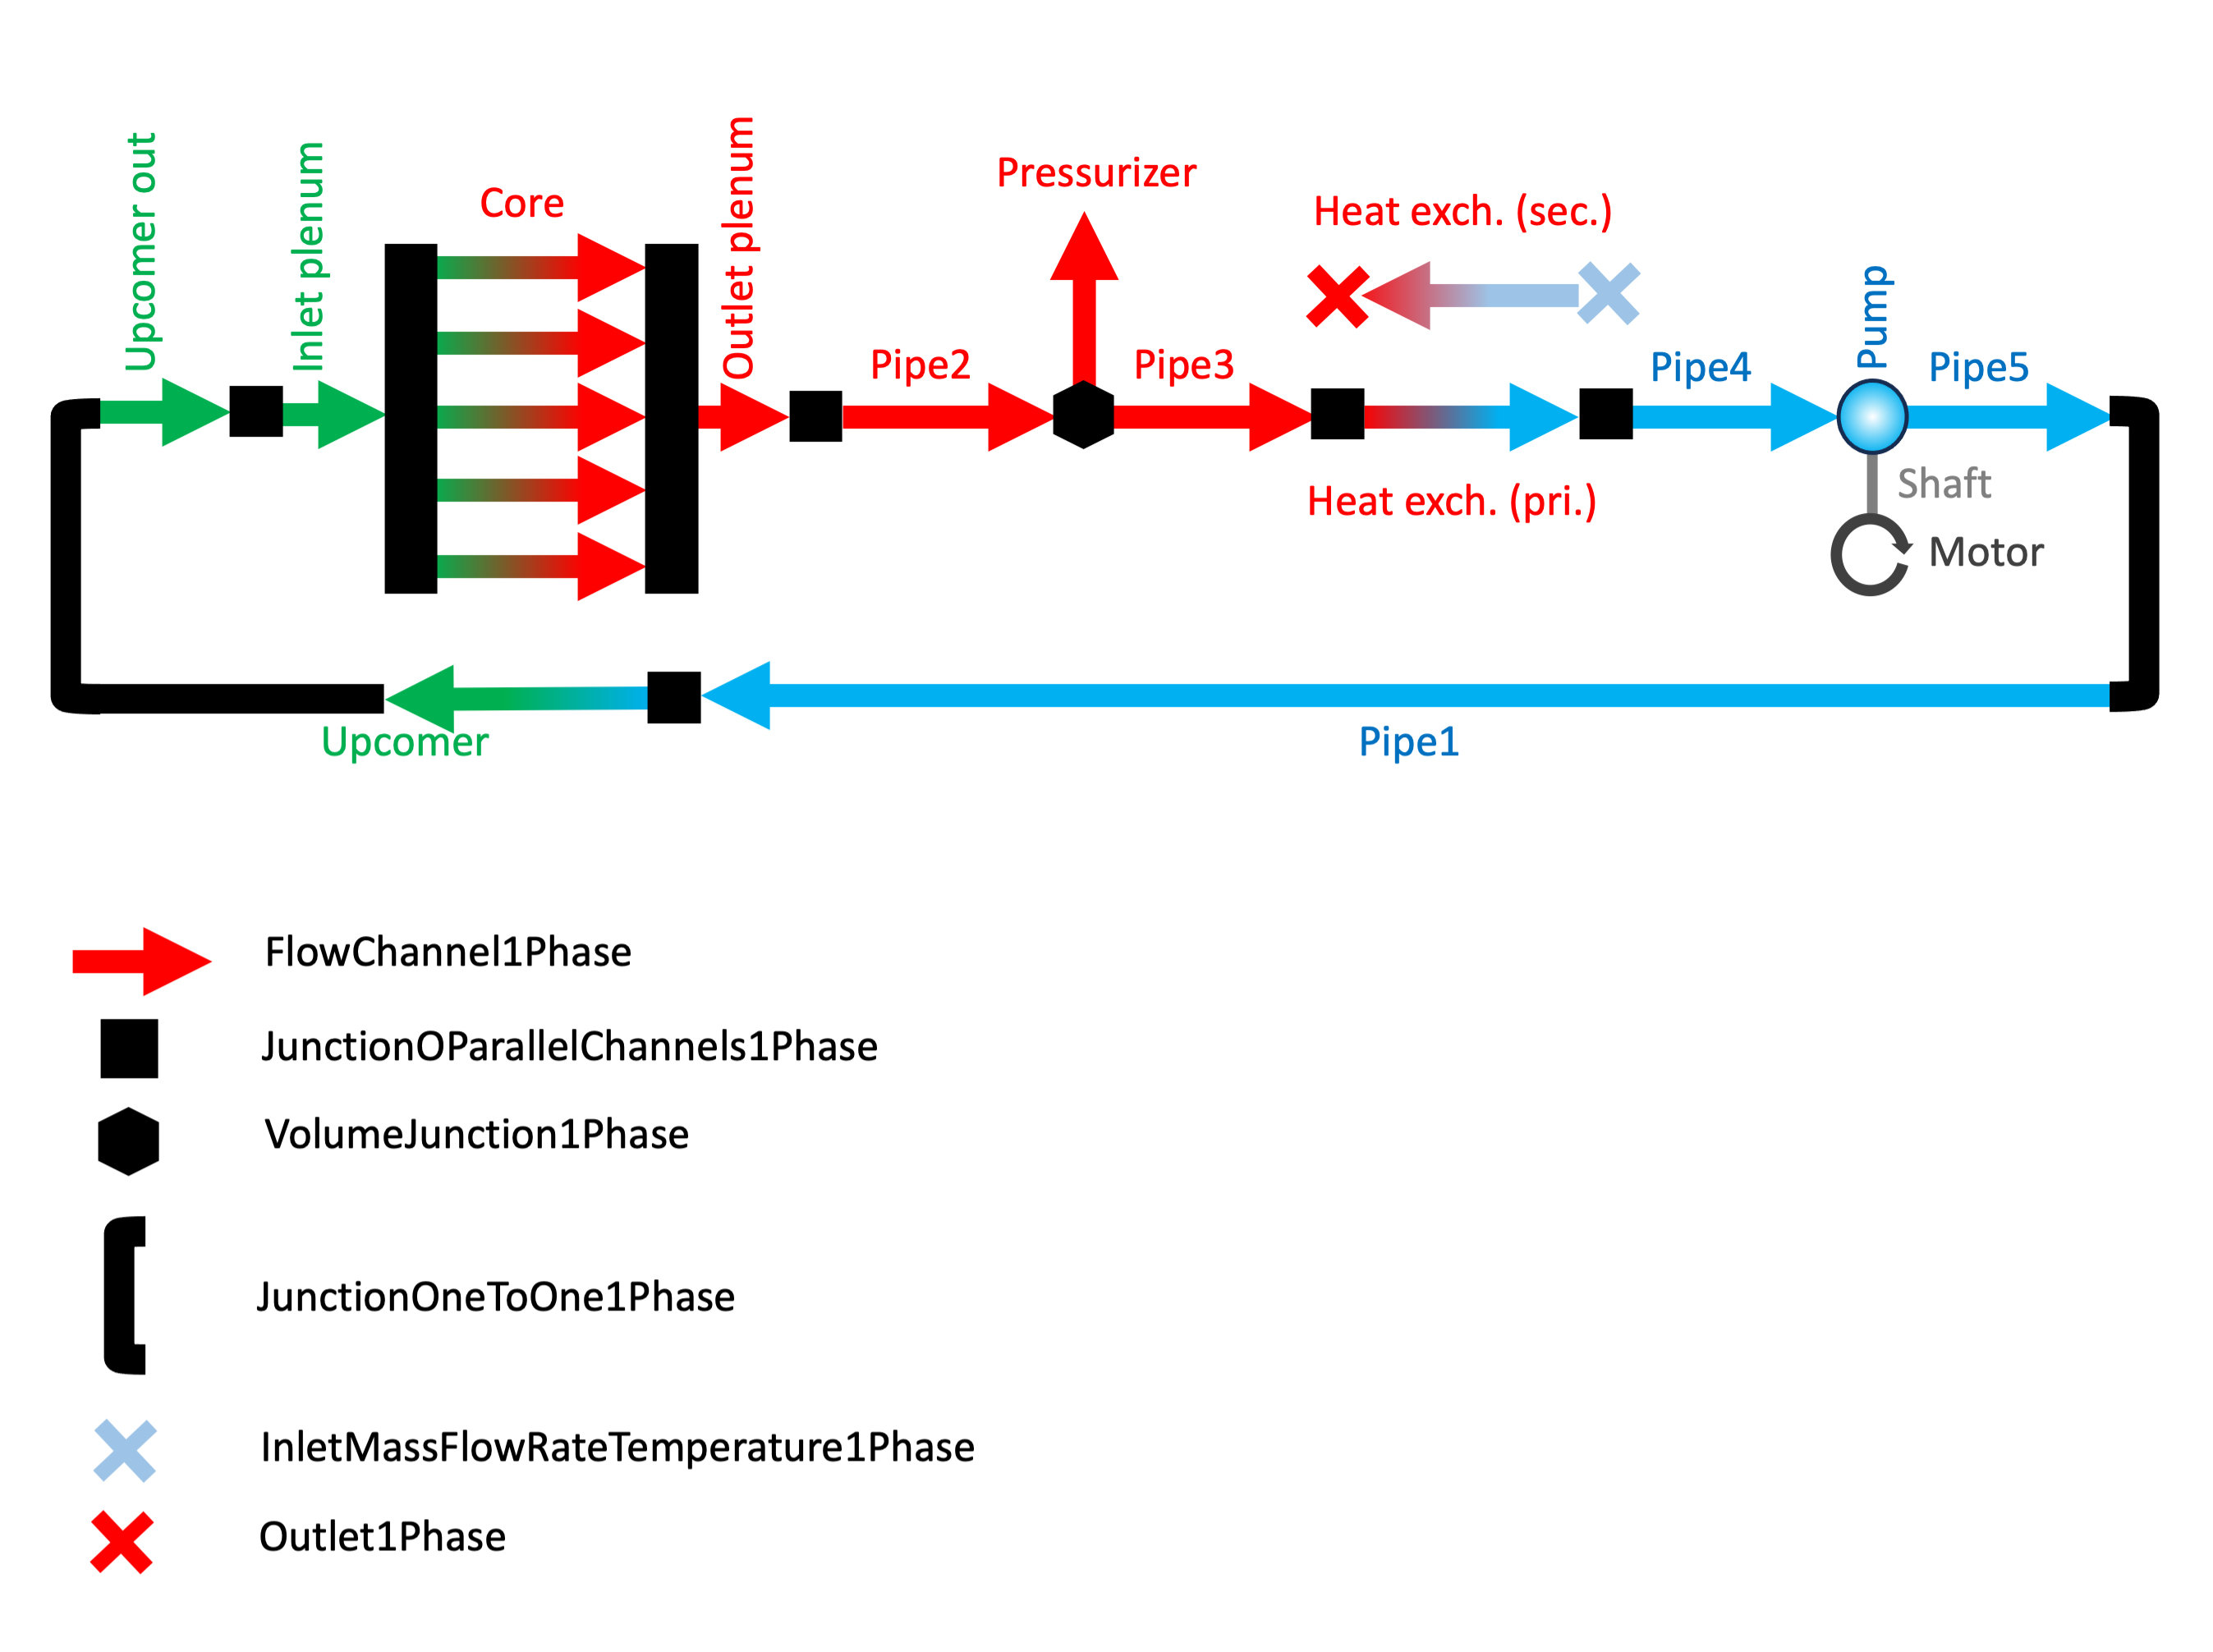 Upcomer out
Inlet plenum
Core
Outlet plenum
Pressurizer
Heat exch. (sec.)
Pipe2
Pipe3
Pipe4
Pump
Pipe5
Shaft
Heat exch. (pri.)
Motor
Upcomer
Pipe1
FlowChannel1Phase
JunctionOParallelChannels1Phase
VolumeJunction1Phase
JunctionOneToOne1Phase
InletMassFlowRateTemperature1Phase
Outlet1Phase